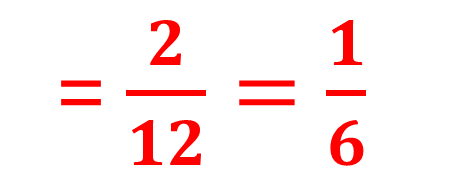 = 2/12 = 1/6